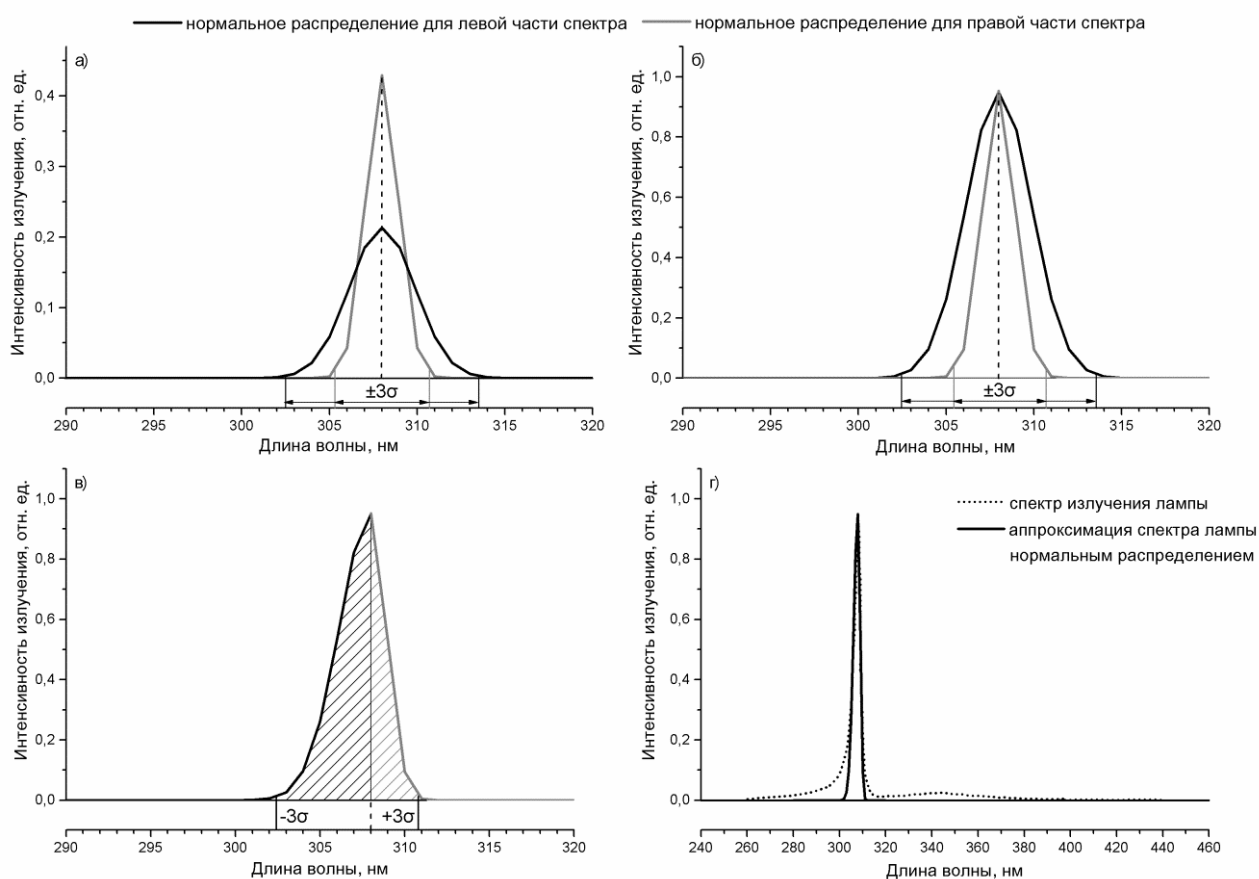 нормальное распределение для левой части спектра
нормальное распределение для правой части спектра
а)
Интенсивность излучения, отн. ед.
0,4
0,3
0,2
0,1
0,0
±3σ
290 295 300 305 310 315 320
Длина волны, нм
б)
Интенсивность излучения, отн. ед.
1,0
0,8
0,6
0,4
0,2
0,0
±3σ
290 295 300 305 310 315 320
Длина волны, нм
в)
Интенсивность излучения, отн. ед.
1,0
0,8
0,6
0,4
0,2
0,0
-3σ +3σ
290 295 300 305 310 315 320
Длина волны, нм
г)
спектр излучения лампы
аппроксимация спектра лампы
нормальным распределением
Интенсивность излучения, отн. ед.
1,0
0,8
0,6
0,4
0,2
0,0
240 260 280 300 320 340 360 380 400 420 440 460
Длина волны, нм